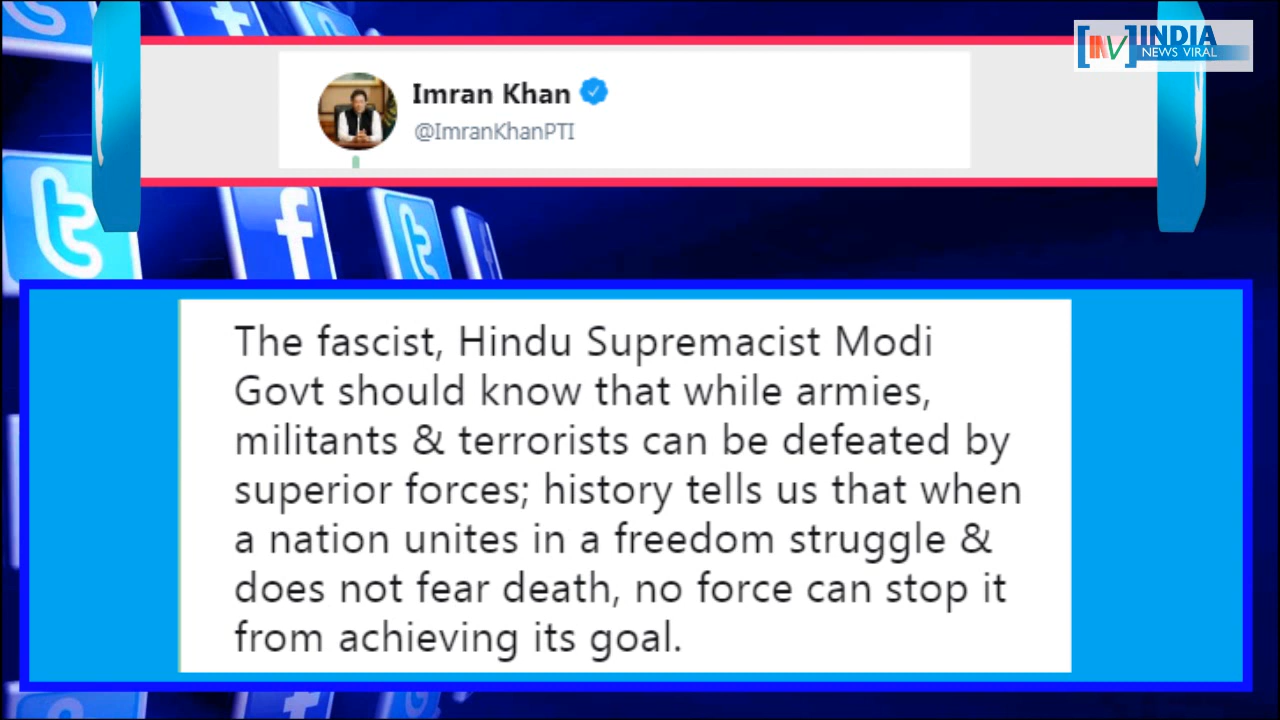 [INV] INDIA
NEWS VIRAL
Imran Khan
@ImranKhanPTI
The fascist, Hindu Supremacist Modi
Govt should know that while armies,
militants & terrorists can be defeated by
superior forces; history tells us that when
a nation unites in a freedom struggle &
does not fear death, no force can stop it
from achieving its goal.